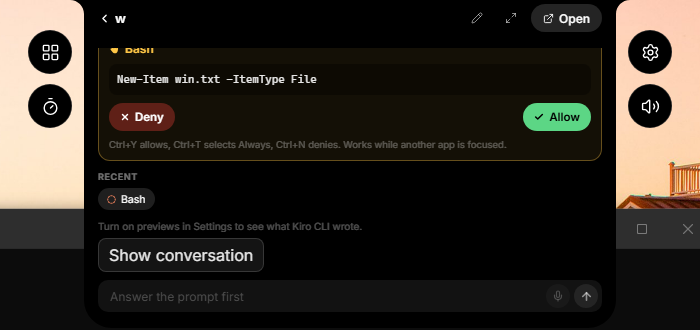 w
Open
Bash
New-Item win.txt -ItemType File
Deny
Allow
Ctrl+Y allows, Ctrl+T selects Always, Ctrl+N denies. Works while another app is focused.
RECENT
Bash
Turn on previews in Settings to see what Kiro CLI wrote.
Show conversation
Answer the prompt first